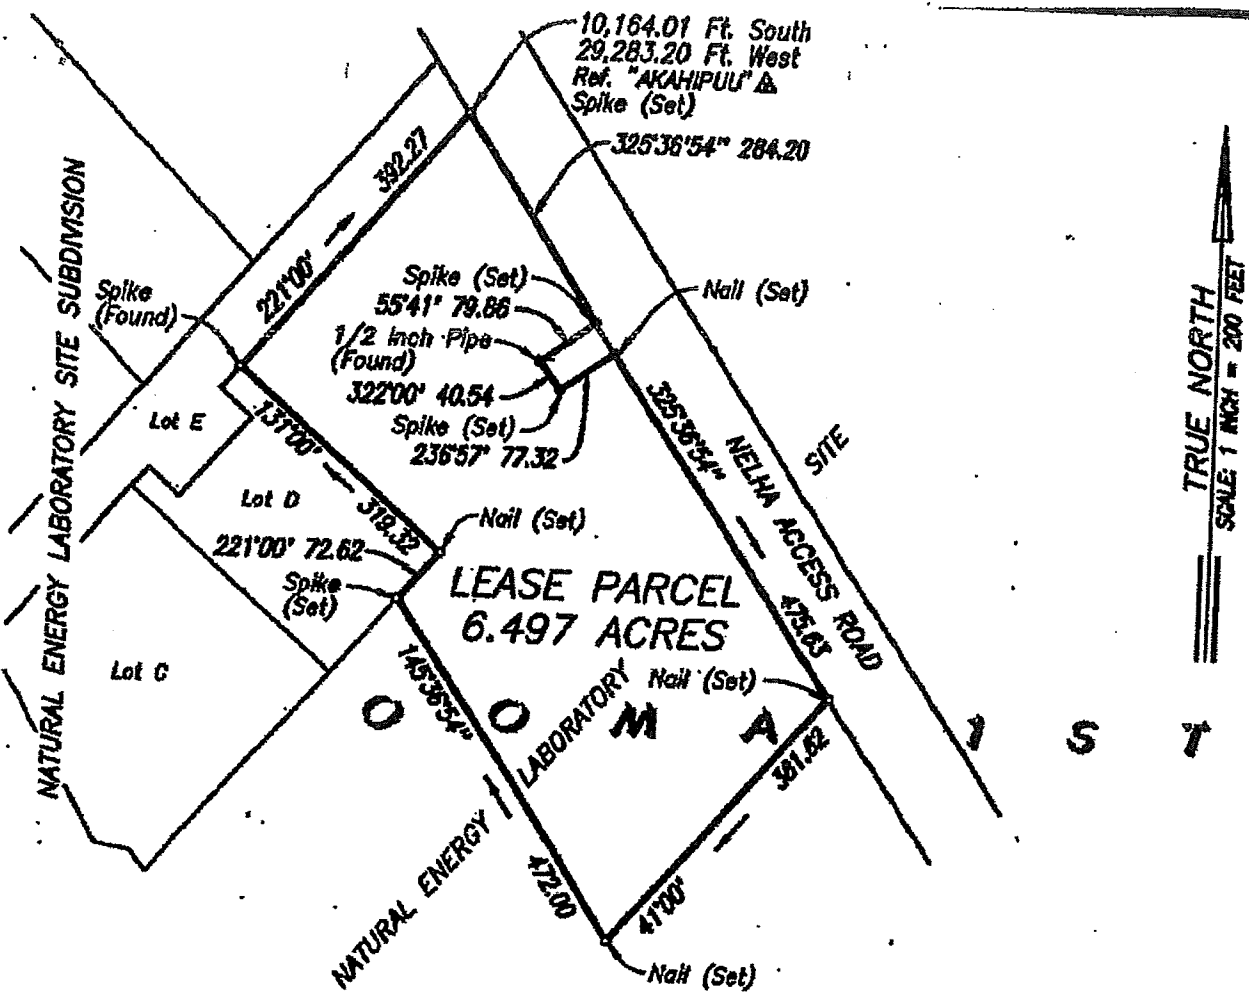 10,164.01 Ft. South
29,283.20 Ft. West
Ref. "AKAHIPUU"
Spike (Set)
325°36'54" 284.20
392.27
221°00'
Spike
(Found)
Spike (Set)
55°41' 79.86
1/2 Inch Pipe
(Found)
322°00' 40.54
Spike (Set)
236°57' 77.32
Nail (Set)
325°36'54"
475.63
NELHA ACCESS ROAD
SITE
TRUE NORTH
SCALE: 1 INCH = 200 FEET
NATURAL ENERGY LABORATORY SITE SUBDIVISION
Lot E
131°00'
319.32
Lot D
Nail (Set)
221°00' 72.62
Spike
(Set)
LEASE PARCEL
6.497 ACRES
Lot C
145°36'54"
472.00
Nail (Set)
O O M A 1 S T
381.62
41°00'
NATURAL ENERGY LABORATORY
Nail (Set)